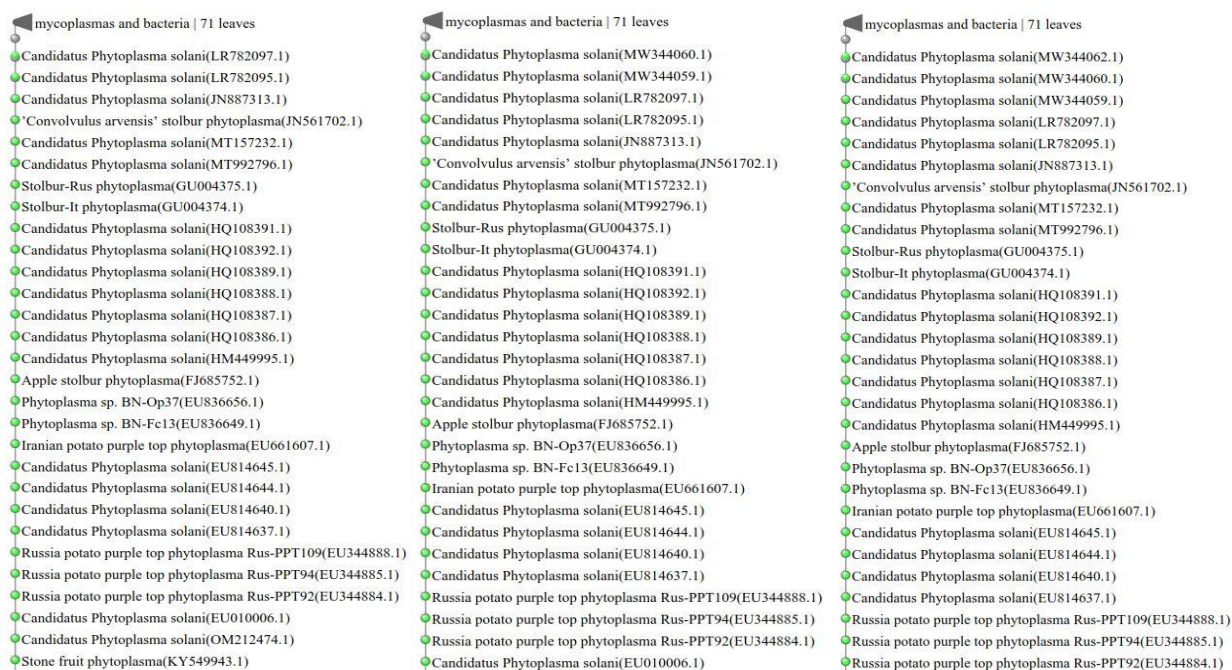 mycoplasmas and bacteria | 71 leaves
Candidatus Phytoplasma solani(LR782097.1)
Candidatus Phytoplasma solani(LR782095.1)
Candidatus Phytoplasma solani(JN887313.1)
'Convolvulus arvensis' stolbur phytoplasma(JN561702.1)
Candidatus Phytoplasma solani(MT157232.1)
Candidatus Phytoplasma solani(MT992796.1)
Stolbur-Rus phytoplasma(GU004375.1)
Stolbur-It phytoplasma(GU004374.1)
Candidatus Phytoplasma solani(HQ108391.1)
Candidatus Phytoplasma solani(HQ108392.1)
Candidatus Phytoplasma solani(HQ108389.1)
Candidatus Phytoplasma solani(HQ108388.1)
Candidatus Phytoplasma solani(HQ108387.1)
Candidatus Phytoplasma solani(HQ108386.1)
Candidatus Phytoplasma solani(HM449995.1)
Apple stolbur phytoplasma(FJ685752.1)
Phytoplasma sp. BN-Op37(EU836656.1)
Phytoplasma sp. BN-Fc13(EU836649.1)
Iranian potato purple top phytoplasma(EU661607.1)
Candidatus Phytoplasma solani(EU814645.1)
Candidatus Phytoplasma solani(EU814644.1)
Candidatus Phytoplasma solani(EU814640.1)
Candidatus Phytoplasma solani(EU814637.1)
Russia potato purple top phytoplasma Rus-PPT109(EU344888.1)
Russia potato purple top phytoplasma Rus-PPT94(EU344885.1)
Russia potato purple top phytoplasma Rus-PPT92(EU344884.1)
Candidatus Phytoplasma solani(EU010006.1)
Candidatus Phytoplasma solani(OM212474.1)
Stone fruit phytoplasma(KY549943.1)
mycoplasmas and bacteria | 71 leaves
Candidatus Phytoplasma solani(MW344060.1)
Candidatus Phytoplasma solani(MW344059.1)
Candidatus Phytoplasma solani(LR782097.1)
Candidatus Phytoplasma solani(LR782095.1)
Candidatus Phytoplasma solani(JN887313.1)
'Convolvulus arvensis' stolbur phytoplasma(JN561702.1)
Candidatus Phytoplasma solani(MT157232.1)
Candidatus Phytoplasma solani(MT992796.1)
Stolbur-Rus phytoplasma(GU004375.1)
Stolbur-It phytoplasma(GU004374.1)
Candidatus Phytoplasma solani(HQ108391.1)
Candidatus Phytoplasma solani(HQ108392.1)
Candidatus Phytoplasma solani(HQ108389.1)
Candidatus Phytoplasma solani(HQ108388.1)
Candidatus Phytoplasma solani(HQ108387.1)
Candidatus Phytoplasma solani(HQ108386.1)
Candidatus Phytoplasma solani(HM449995.1)
Apple stolbur phytoplasma(FJ685752.1)
Phytoplasma sp. BN-Op37(EU836656.1)
Phytoplasma sp. BN-Fc13(EU836649.1)
Iranian potato purple top phytoplasma(EU661607.1)
Candidatus Phytoplasma solani(EU814645.1)
Candidatus Phytoplasma solani(EU814644.1)
Candidatus Phytoplasma solani(EU814640.1)
Candidatus Phytoplasma solani(EU814637.1)
Russia potato purple top phytoplasma Rus-PPT109(EU344888.1)
Russia potato purple top phytoplasma Rus-PPT94(EU344885.1)
Russia potato purple top phytoplasma Rus-PPT92(EU344884.1)
Candidatus Phytoplasma solani(EU010006.1)
mycoplasmas and bacteria | 71 leaves
Candidatus Phytoplasma solani(MW344062.1)
Candidatus Phytoplasma solani(MW344060.1)
Candidatus Phytoplasma solani(MW344059.1)
Candidatus Phytoplasma solani(LR782097.1)
Candidatus Phytoplasma solani(LR782095.1)
Candidatus Phytoplasma solani(JN887313.1)
'Convolvulus arvensis' stolbur phytoplasma(JN561702.1)
Candidatus Phytoplasma solani(MT157232.1)
Candidatus Phytoplasma solani(MT992796.1)
Stolbur-Rus phytoplasma(GU004375.1)
Stolbur-It phytoplasma(GU004374.1)
Candidatus Phytoplasma solani(HQ108391.1)
Candidatus Phytoplasma solani(HQ108392.1)
Candidatus Phytoplasma solani(HQ108389.1)
Candidatus Phytoplasma solani(HQ108388.1)
Candidatus Phytoplasma solani(HQ108387.1)
Candidatus Phytoplasma solani(HQ108386.1)
Candidatus Phytoplasma solani(HM449995.1)
Apple stolbur phytoplasma(FJ685752.1)
Phytoplasma sp. BN-Op37(EU836656.1)
Phytoplasma sp. BN-Fc13(EU836649.1)
Iranian potato purple top phytoplasma(EU661607.1)
Candidatus Phytoplasma solani(EU814645.1)
Candidatus Phytoplasma solani(EU814644.1)
Candidatus Phytoplasma solani(EU814640.1)
Candidatus Phytoplasma solani(EU814637.1)
Russia potato purple top phytoplasma Rus-PPT109(EU344888.1)
Russia potato purple top phytoplasma Rus-PPT94(EU344885.1)
Russia potato purple top phytoplasma Rus-PPT92(EU344884.1)